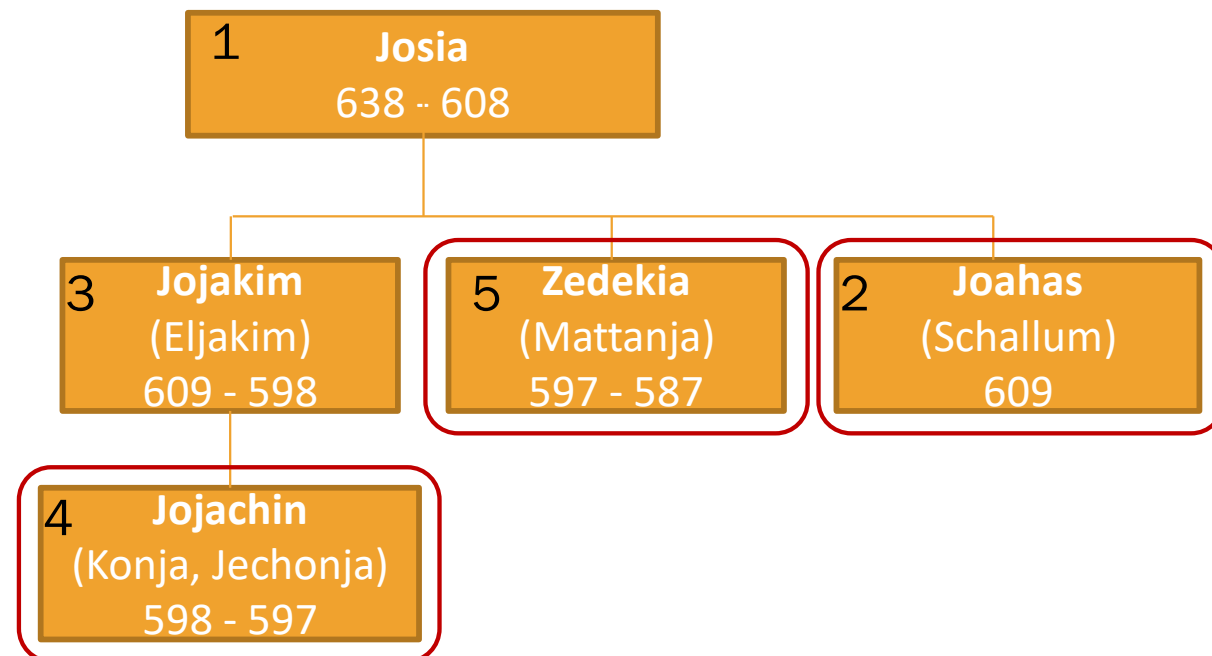 1
Josia
638 - 608
3
Jojakim
(Eljakim)
609 - 598
5
Zedekia
(Mattanja)
597 - 587
2
Joahas
(Schallum)
609
4
Jojachin
(Konja, Jechonja)
598 - 597